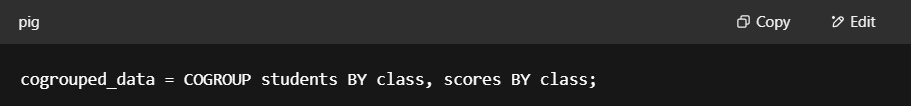 pig Copy Edit
cogrouped_data = COGROUP students BY class, scores BY class;